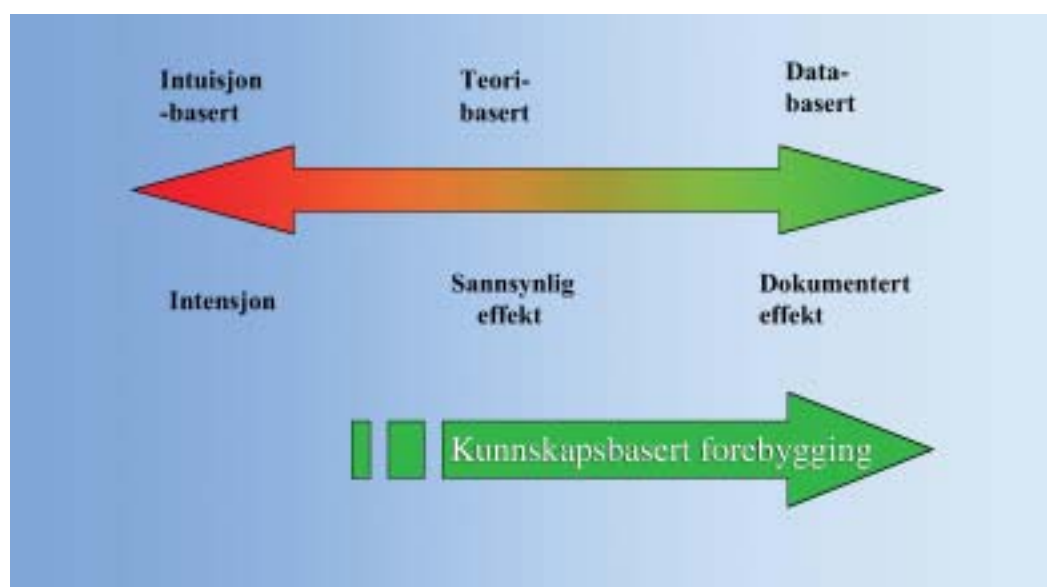 Intuisjon
-basert
Teori-
basert
Data-
basert
Intensjon
Sannsynlig
effekt
Dokumentert
effekt
Kunnskapsbasert forebygging